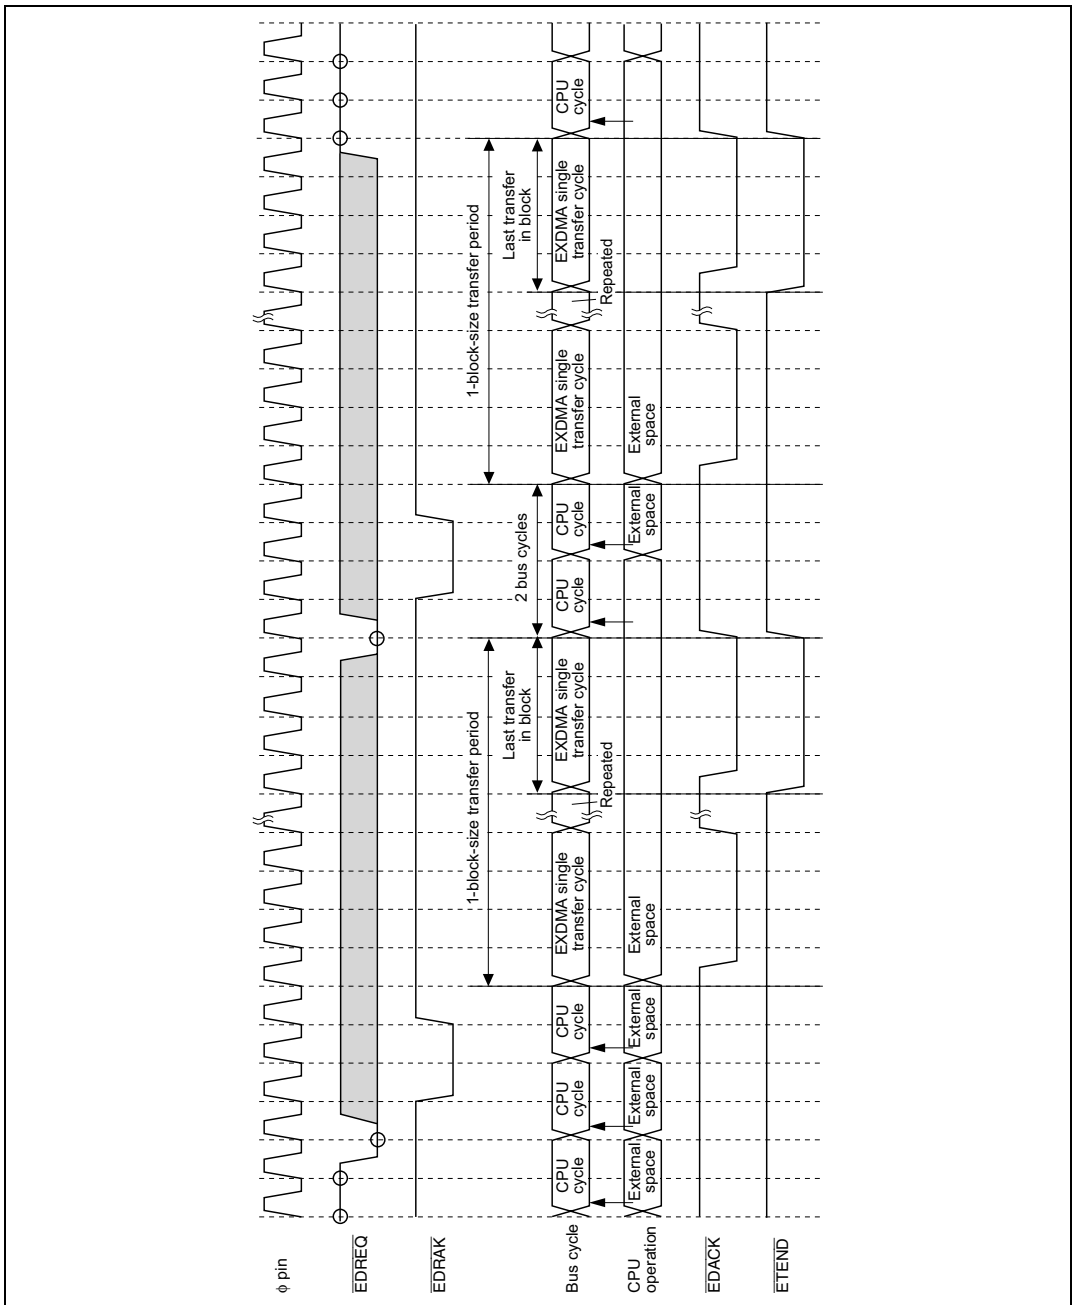 φ pin
EDREQ
EDRAK
1-block-size transfer period
1-block-size transfer period
Last transfer
in block
2 bus cycles
Last transfer
in block
Bus cycle
CPU
cycle
CPU
cycle
CPU
cycle
EXDMA single
transfer cycle
Repeated
EXDMA single
transfer cycle
CPU
cycle
CPU
cycle
EXDMA single
transfer cycle
Repeated
EXDMA single
transfer cycle
CPU
cycle
CPU
operation
External
space
External
space
External
space
External
space
External
space
External
space
EDACK
ETEND